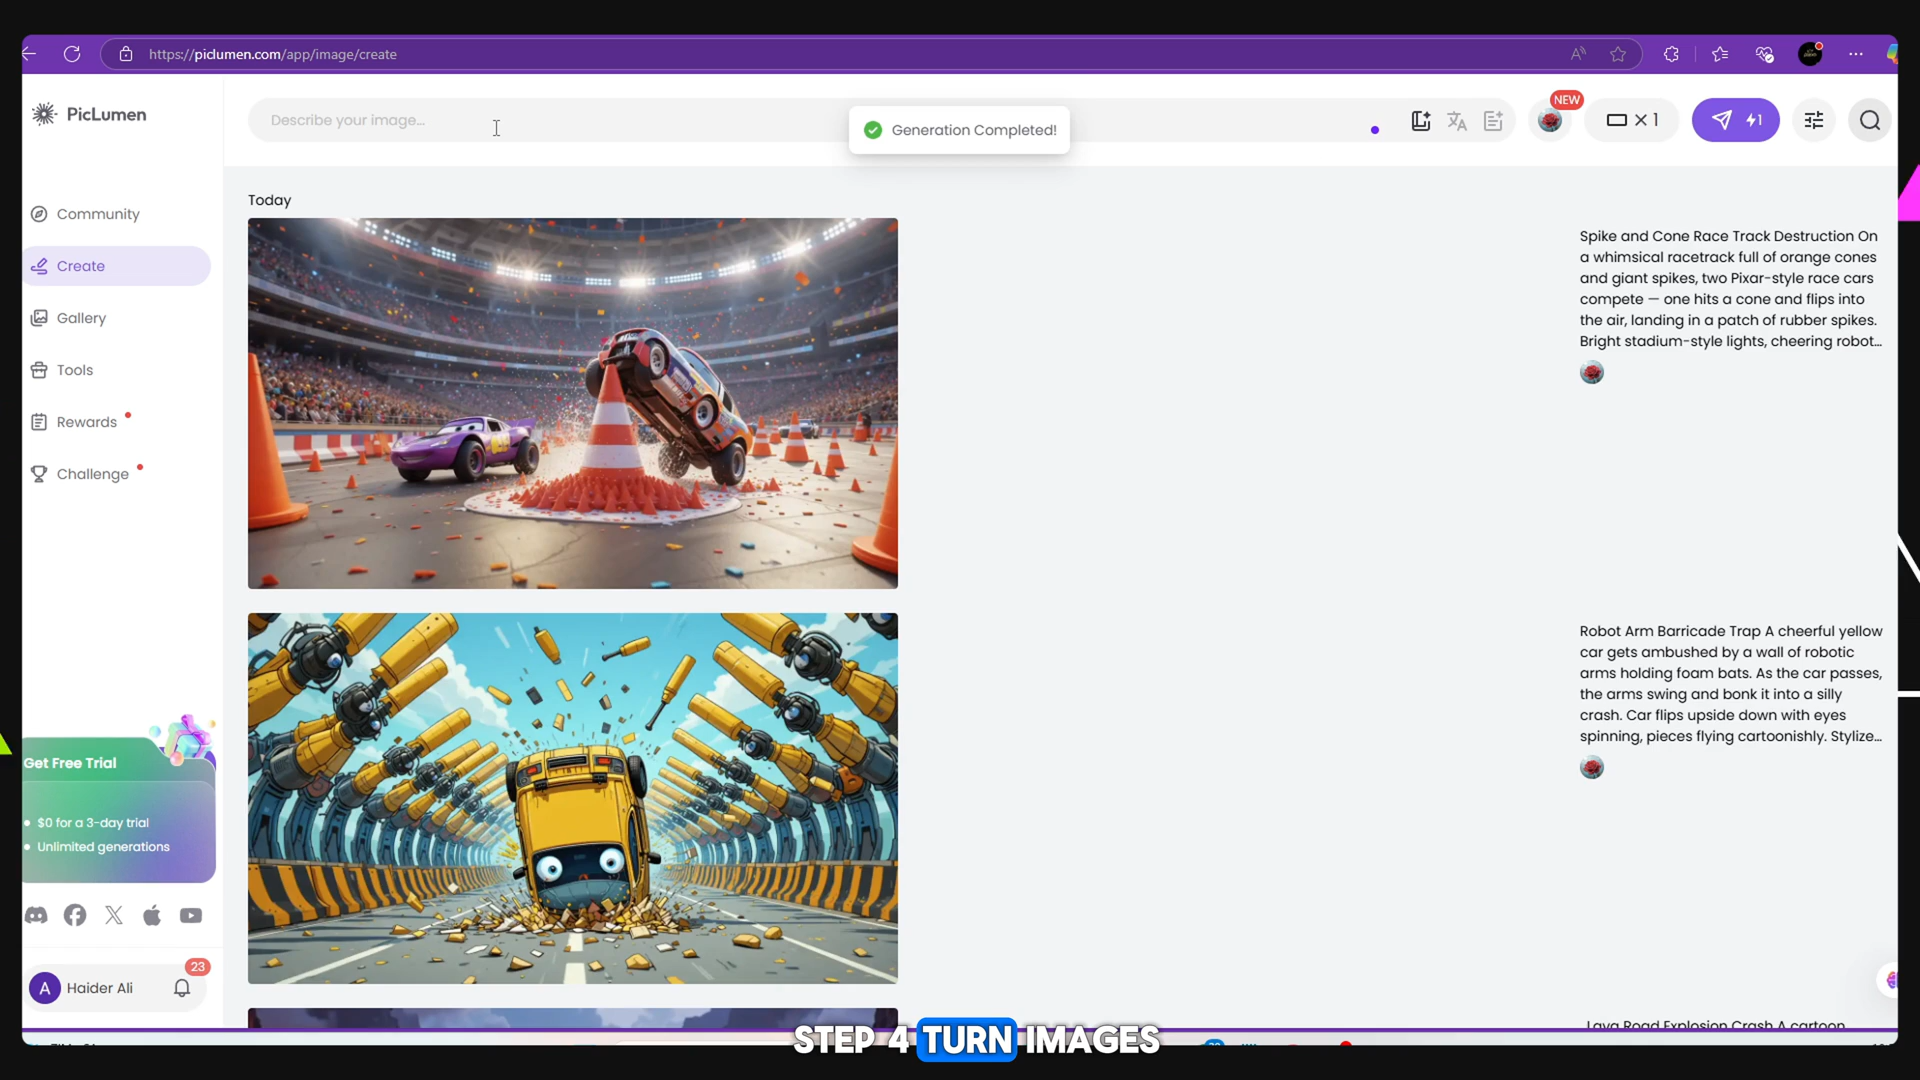 https://piclumen.com/app/image/create
PicLumen
Describe your image...
Generation Completed!
NEW
× 1
1
Community
Create
Gallery
Tools
Rewards
Challenge
Today
Spike and Cone Race Track Destruction On
a whimsical racetrack full of orange cones
and giant spikes, two Pixar-style race cars
compete — one hits a cone and flips into
the air, landing in a patch of rubber spikes.
Bright stadium-style lights, cheering robot...
Robot Arm Barricade Trap A cheerful yellow
car gets ambushed by a wall of robotic
arms holding foam bats. As the car passes,
the arms swing and bonk it into a silly
crash. Car flips upside down with eyes
spinning, pieces flying cartoonishly. Stylize...
Get Free Trial
$0 for a 3-day trial
Unlimited generations
23
A
Haider Ali
Lava Road Explosion Crash A cartoon
STEP 4 TURN IMAGES